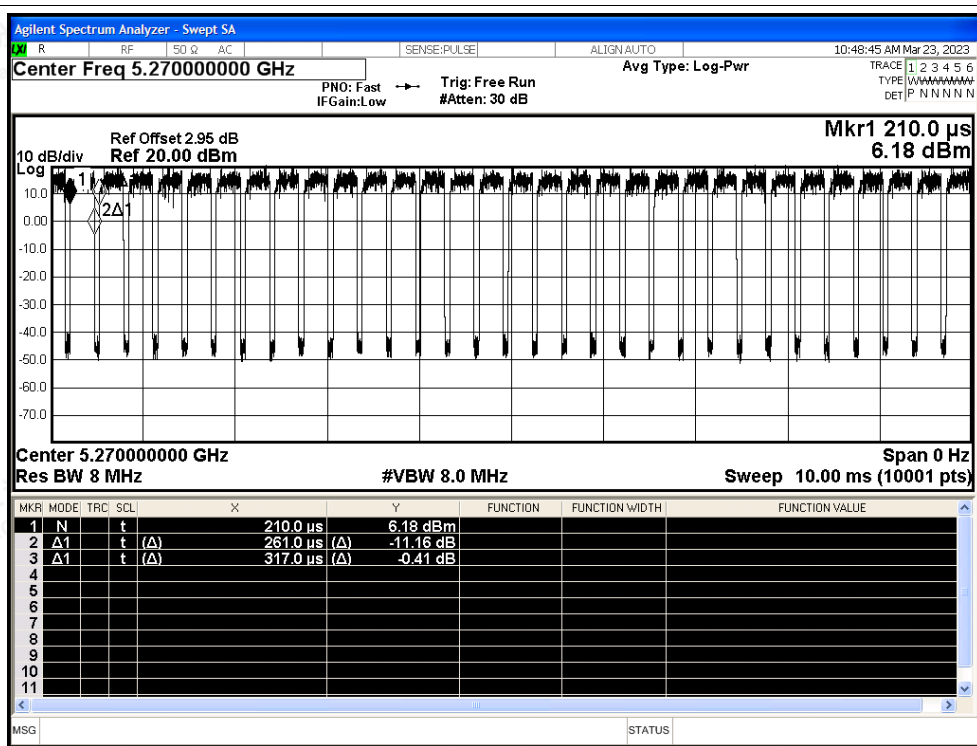 Agilent Spectrum Analyzer - Swept SA
LXI R RF 50 Ω AC SENSE:PULSE ALIGN AUTO 10:48:45 AM Mar 23, 2023
Center Freq 5.270000000 GHz
PNO: Fast
IFGain:Low
Trig: Free Run
#Atten: 30 dB
Avg Type: Log-Pwr
TRACE 1 2 3 4 5 6
TYPE W
DET P N N N N N
Mkr1 210.0 µs
6.18 dBm
Ref Offset 2.95 dB
10 dB/div Ref 20.00 dBm
Log
10.0
0.00
-10.0
-20.0
-30.0
-40.0
-50.0
-60.0
-70.0
1
2Δ1
Center 5.270000000 GHz Span 0 Hz
Res BW 8 MHz #VBW 8.0 MHz Sweep 10.00 ms (10001 pts)
MKR MODE TRC SCL X Y FUNCTION FUNCTION WIDTH FUNCTION VALUE
1 N t 210.0 µs 6.18 dBm
2 Δ1 t (Δ) 261.0 µs (Δ) -11.16 dB
3 Δ1 t (Δ) 317.0 µs (Δ) -0.41 dB
4
5
6
7
8
9
10
11
MSG STATUS